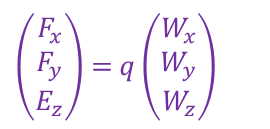 F_x W_x
F_y = q W_y
E_z W_z